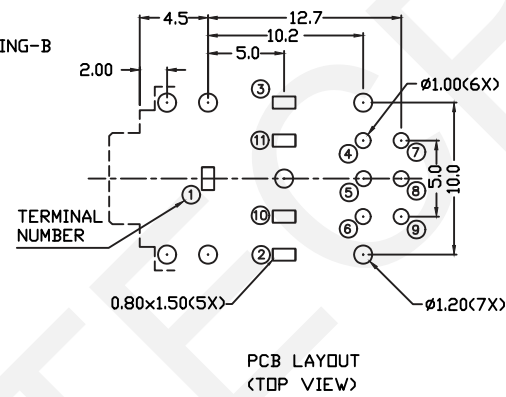 4.5
12.7
10.2
ING-B
5.0
2.00
③
ø1.00(6X)
⑪
④
⑦
①
⑤
⑧
5.0
10.0
TERMINAL
NUMBER
⑩
⑥
⑨
②
0.80x1.50(5X)
ø1.20(7X)
PCB LAYOUT
(TOP VIEW)